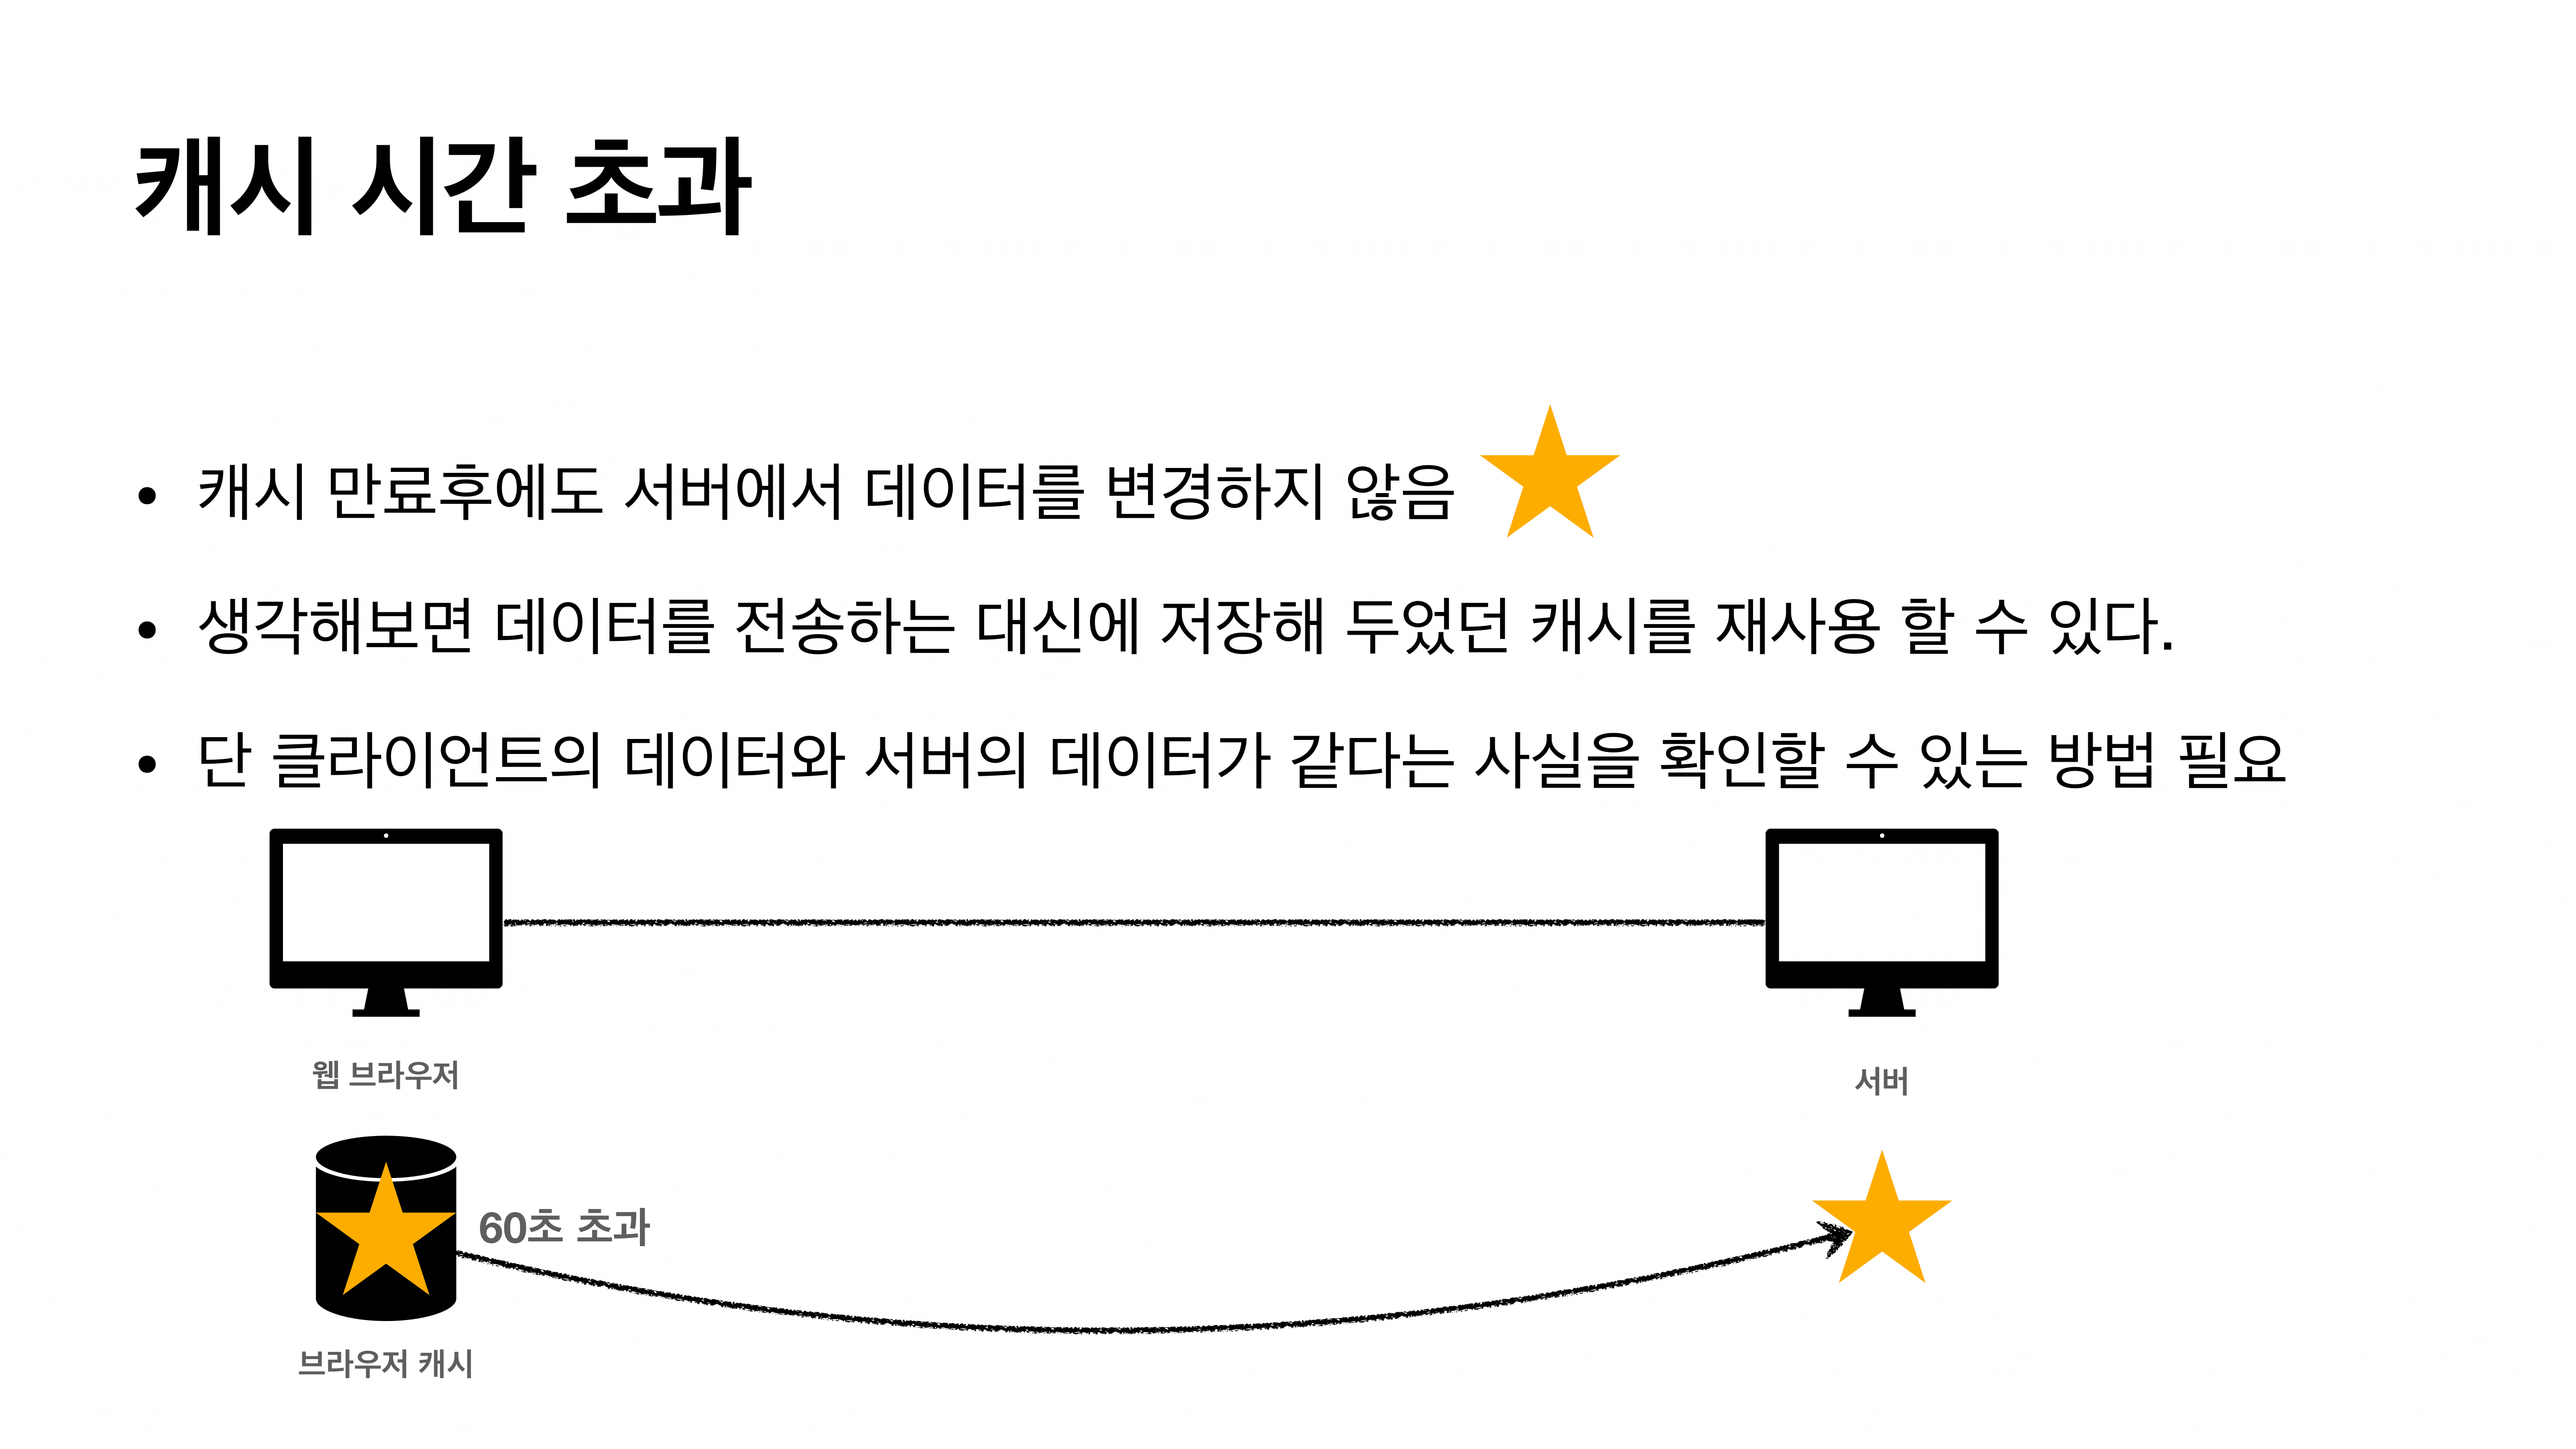 캐시 시간 초과
• 캐시 만료후에도 서버에서 데이터를 변경하지 않음
• 생각해보면 데이터를 전송하는 대신에 저장해 두었던 캐시를 재사용 할 수 있다.
• 단 클라이언트의 데이터와 서버의 데이터가 같다는 사실을 확인할 수 있는 방법 필요
웹 브라우저
서버
60초 초과
브라우저 캐시